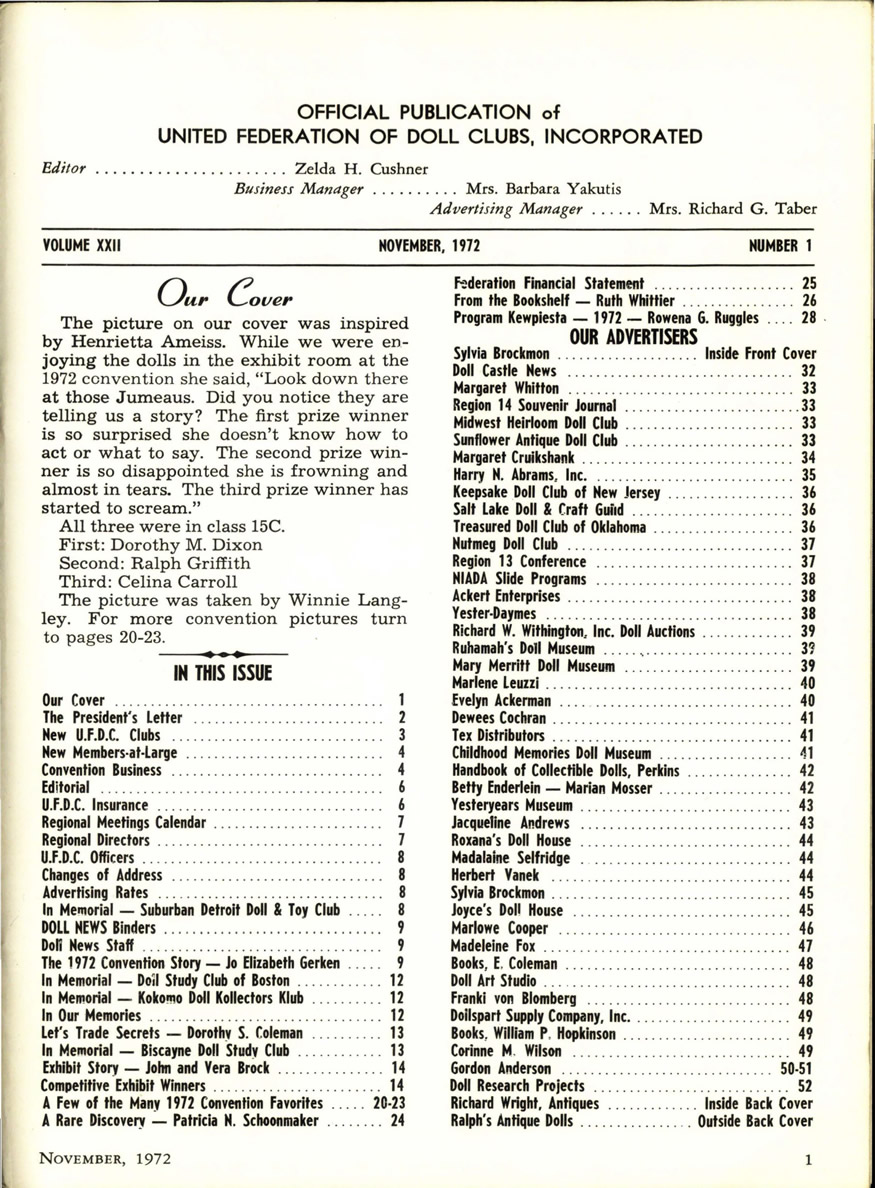 OFFICIAL PUBLICATION of
UNITED FEDERATION OF DOLL CLUBS, INCORPORATED
Editor ...................... Zelda H. Cushner
Business Manager .......... Mrs. Barbara Yakutis
Advertising Manager ...... Mrs. Richard G. Taber
VOLUME XXII NOVEMBER, 1972 NUMBER 1
Our Cover
The picture on our cover was inspired
by Henrietta Ameiss. While we were en-
joying the dolls in the exhibit room at the
1972 convention she said, "Look down there
at those Jumeaus. Did you notice they are
telling us a story? The first prize winner
is so surprised she doesn't know how to
act or what to say. The second prize win-
ner is so disappointed she is frowning and
almost in tears. The third prize winner has
started to scream."
All three were in class 15C.
First: Dorothy M. Dixon
Second: Ralph Griffith
Third: Celina Carroll
The picture was taken by Winnie Lang-
ley. For more convention pictures turn
to pages 20-23.
IN THIS ISSUE
Our Cover .......... 1
The President's Letter .......... 2
New U.F.D.C. Clubs .......... 3
New Members-at-Large .......... 4
Convention Business .......... 4
Editorial .......... 6
U.F.D.C. Insurance .......... 6
Regional Meetings Calendar .......... 7
Regional Directors .......... 7
U.F.D.C. Officers .......... 8
Changes of Address .......... 8
Advertising Rates .......... 8
In Memorial — Suburban Detroit Doll & Toy Club ..... 8
DOLL NEWS Binders .......... 9
Doll News Staff .......... 9
The 1972 Convention Story — Jo Elizabeth Gerken ..... 9
In Memorial — Doll Study Club of Boston .......... 12
In Memorial — Kokomo Doll Kollectors Klub .......... 12
In Our Memories .......... 12
Let's Trade Secrets — Dorothy S. Coleman .......... 13
In Memorial — Biscayne Doll Study Club .......... 13
Exhibit Story — John and Vera Brock .......... 14
Competitive Exhibit Winners .......... 14
A Few of the Many 1972 Convention Favorites ..... 20-23
A Rare Discovery — Patricia N. Schoonmaker ........ 24
Federation Financial Statement .......... 25
From the Bookshelf — Ruth Whittier .......... 26
Program Kewpiesta — 1972 — Rowena G. Ruggles .... 28
OUR ADVERTISERS
Sylvia Brockmon .......... Inside Front Cover
Doll Castle News .......... 32
Margaret Whitton .......... 33
Region 14 Souvenir Journal .......... 33
Midwest Heirloom Doll Club .......... 33
Sunflower Antique Doll Club .......... 33
Margaret Cruikshank .......... 34
Harry N. Abrams, Inc. .......... 35
Keepsake Doll Club of New Jersey .......... 36
Salt Lake Doll & Craft Guild .......... 36
Treasured Doll Club of Oklahoma .......... 36
Nutmeg Doll Club .......... 37
Region 13 Conference .......... 37
NIADA Slide Programs .......... 38
Ackert Enterprises .......... 38
Yester-Daymes .......... 38
Richard W. Withington, Inc. Doll Auctions .......... 39
Ruhamah's Doll Museum .......... 39
Mary Merritt Doll Museum .......... 39
Marlene Leuzzi .......... 40
Evelyn Ackerman .......... 40
Dewees Cochran .......... 41
Tex Distributors .......... 41
Childhood Memories Doll Museum .......... 41
Handbook of Collectible Dolls, Perkins .......... 42
Betty Enderlein — Marian Mosser .......... 42
Yesteryears Museum .......... 43
Jacqueline Andrews .......... 43
Roxana's Doll House .......... 44
Madalaine Selfridge .......... 44
Herbert Vanek .......... 44
Sylvia Brockmon .......... 45
Joyce's Doll House .......... 45
Marlowe Cooper .......... 46
Madeleine Fox .......... 47
Books, E. Coleman .......... 48
Doll Art Studio .......... 48
Franki von Blomberg .......... 48
Dollspart Supply Company, Inc. .......... 49
Books, William P. Hopkinson .......... 49
Corinne M. Wilson .......... 49
Gordon Anderson .......... 50-51
Doll Research Projects .......... 52
Richard Wright, Antiques .......... Inside Back Cover
Ralph's Antique Dolls .......... Outside Back Cover
NOVEMBER, 1972 1